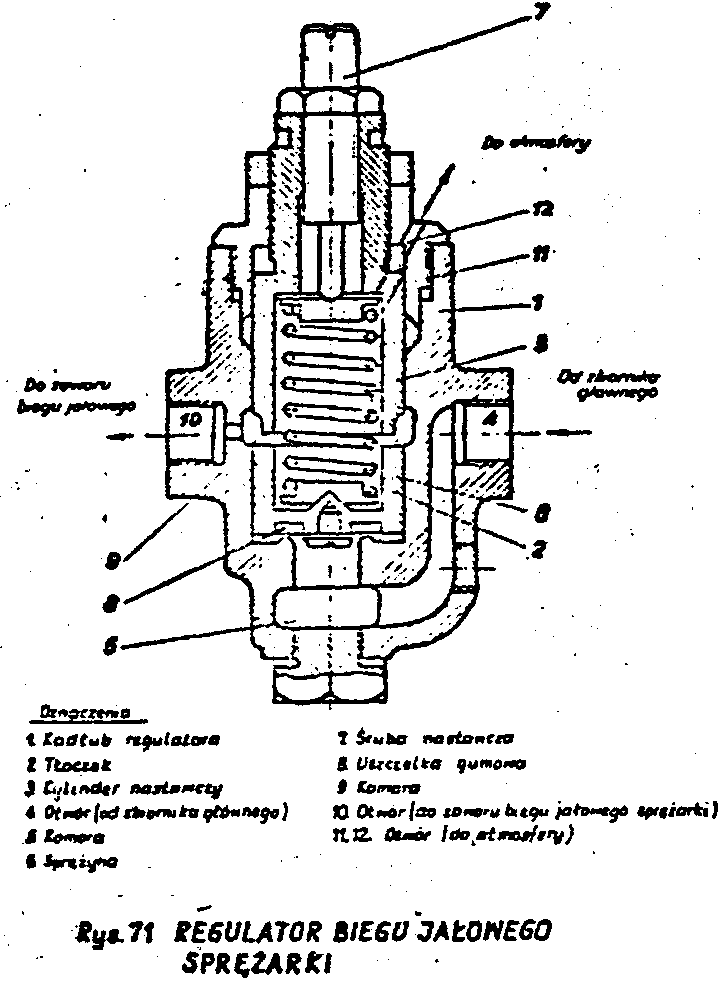 7
Do atmosfery
12
11
1
3
Do zaworu
biegu jałowego
Od zbiornika
głównego
10
4
6
2
9
8
5
Oznaczenia
1. Kadłub regulatora
2. Tłoczek
3. Cylinder nastawczy
4. Otwór (od zbiornika głównego)
5. Komora
6. Sprężyna
7. Śruba nastawcza
8. Uszczelka gumowa
9. Komora
10. Otwór (do zaworu biegu jałowego sprężarki)
11, 12. Otwór (do atmosfery)
Rys. 71 REGULATOR BIEGU JAŁOWEGO
SPRĘŻARKI